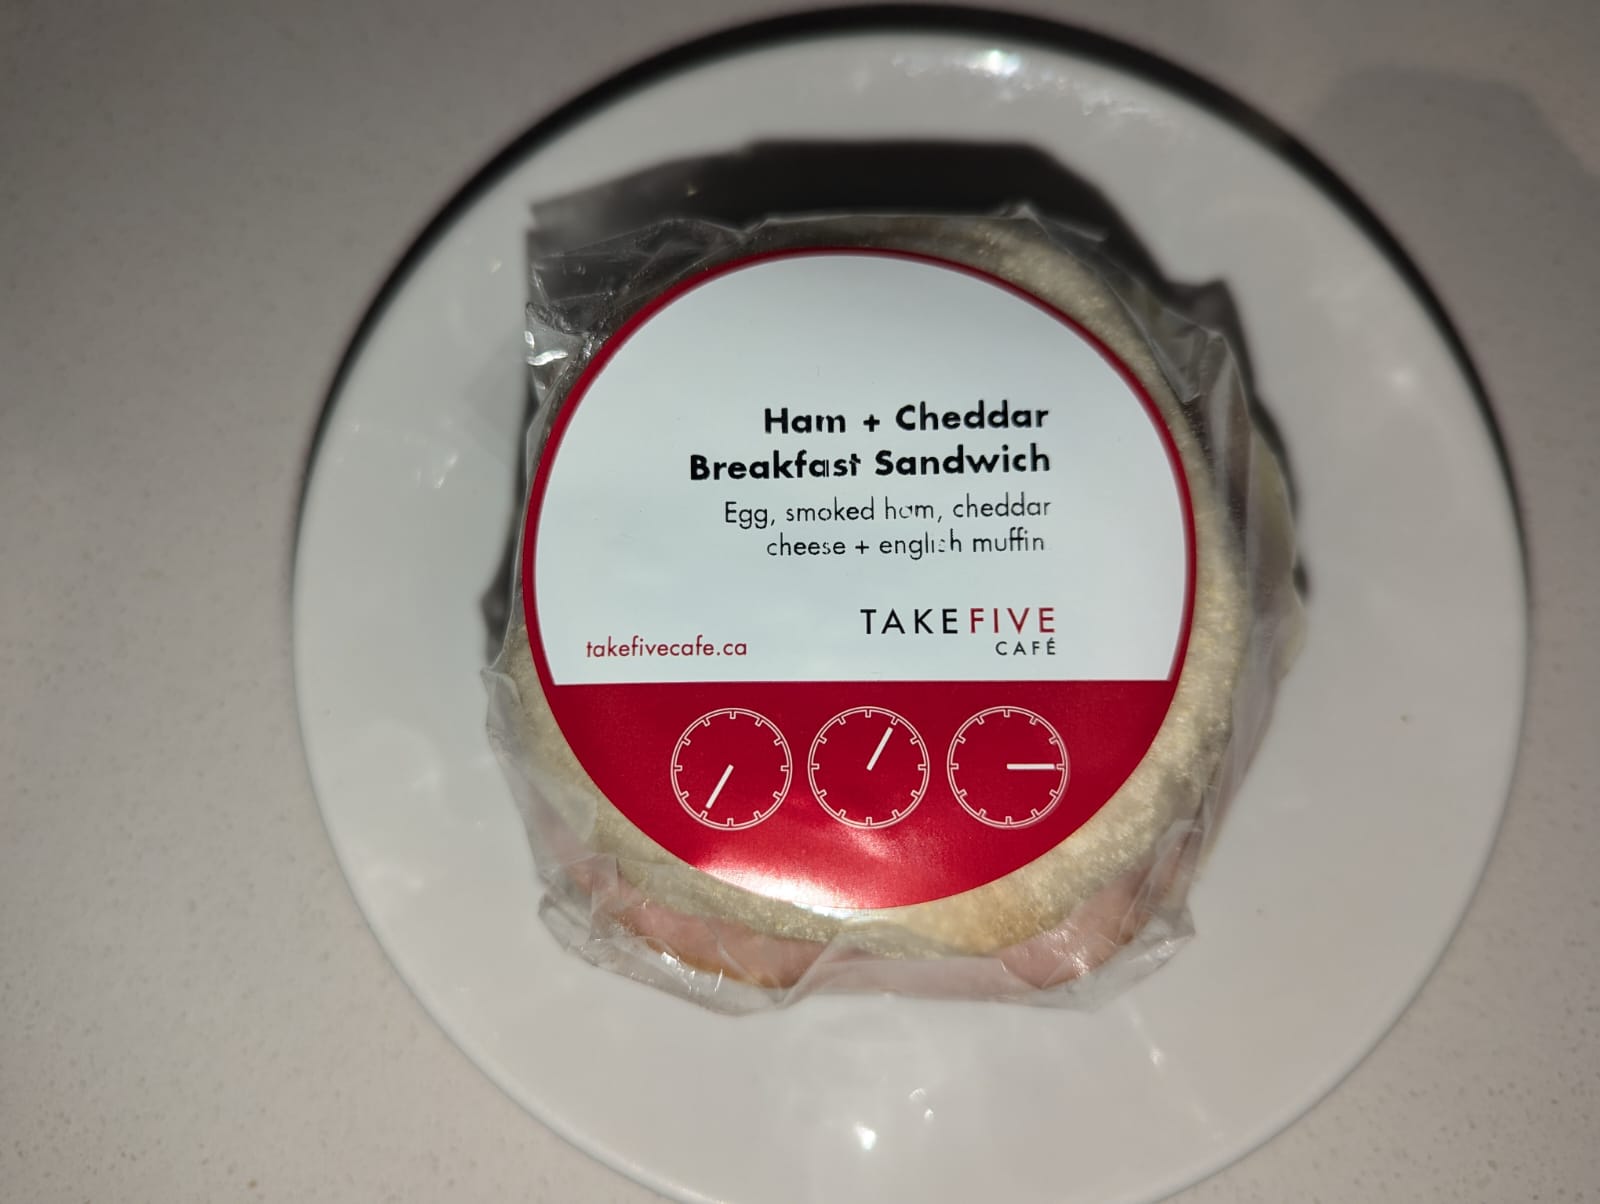 Ham + Cheddar
Breakfast Sandwich
Egg, smoked ham, cheddar
cheese + english muffin
TAKEFIVE
CAFÉ
takefivecafe.ca